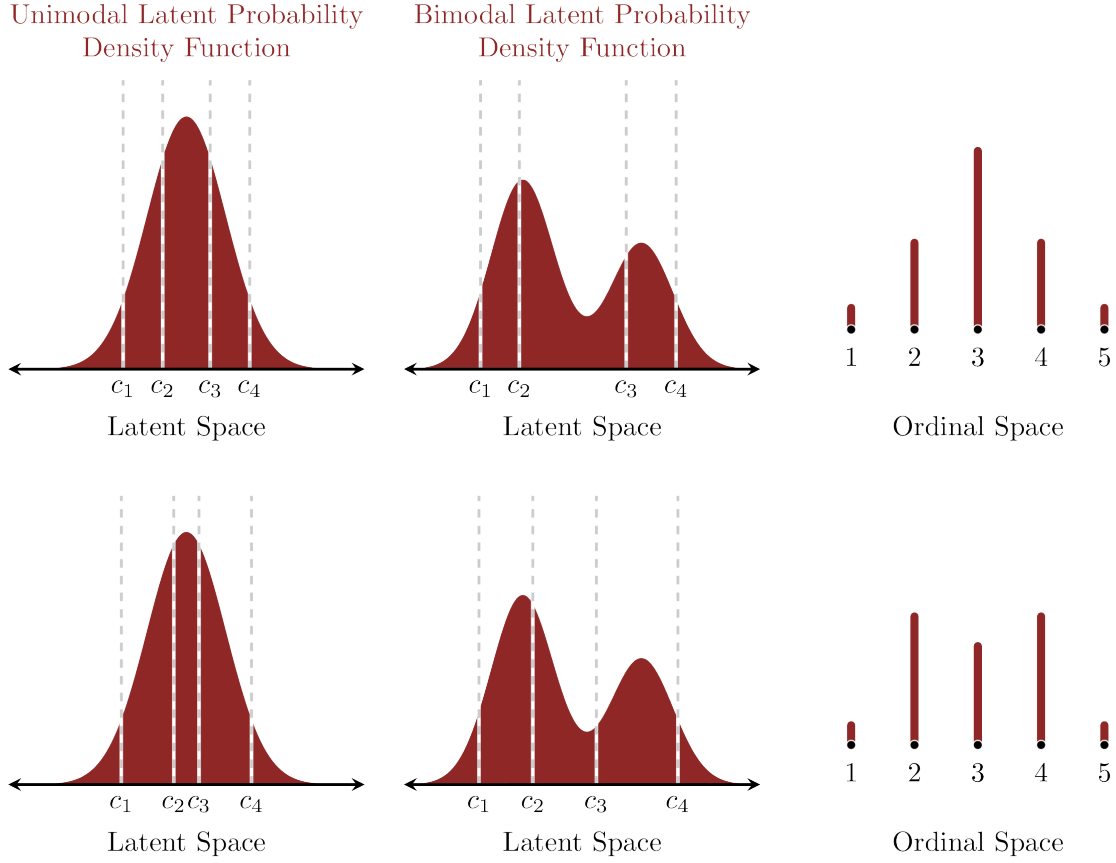 Unimodal Latent Probability
Density Function
Bimodal Latent Probability
Density Function
c₁ c₂ c₃ c₄
Latent Space
c₁ c₂ c₃ c₄
Latent Space
1 2 3 4 5
Ordinal Space
c₁ c₂ c₃ c₄
Latent Space
c₁ c₂ c₃ c₄
Latent Space
1 2 3 4 5
Ordinal Space